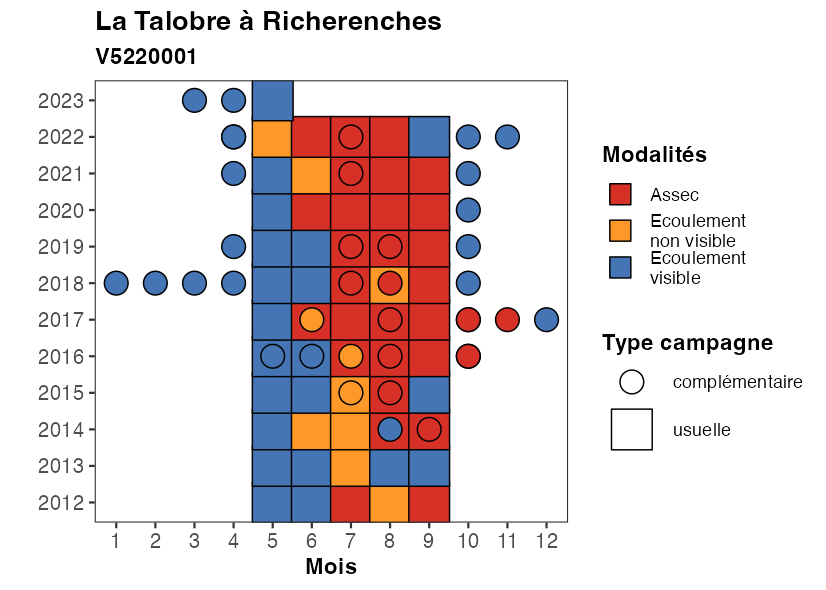 La Talobre à Richerenches
V5220001
2023
2022
2021
2020
2019
2018
2017
2016
2015
2014
2013
2012
1 2 3 4 5 6 7 8 9 10 11 12
Mois
Modalités
Assec
Ecoulement
non visible
Ecoulement
visible
Type campagne
complémentaire
usuelle